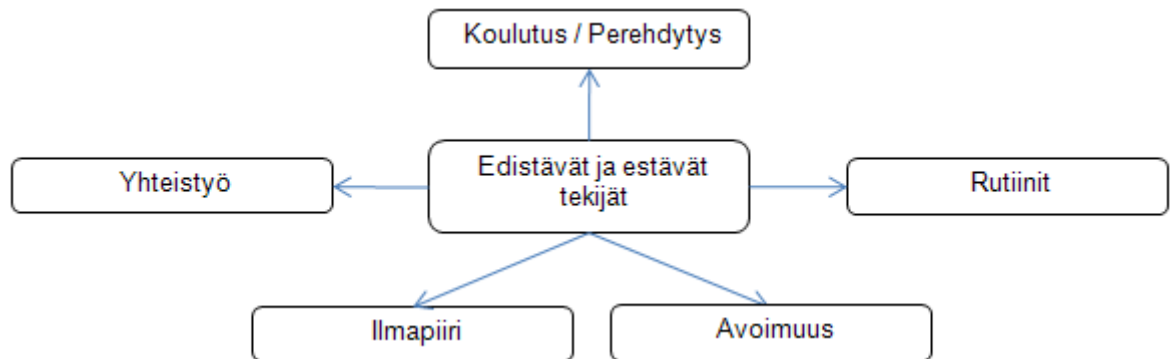 Koulutus / Perehdytys
Yhteistyö
Edistävät ja estävät
tekijät
Rutiinit
Ilmapiiri
Avoimuus